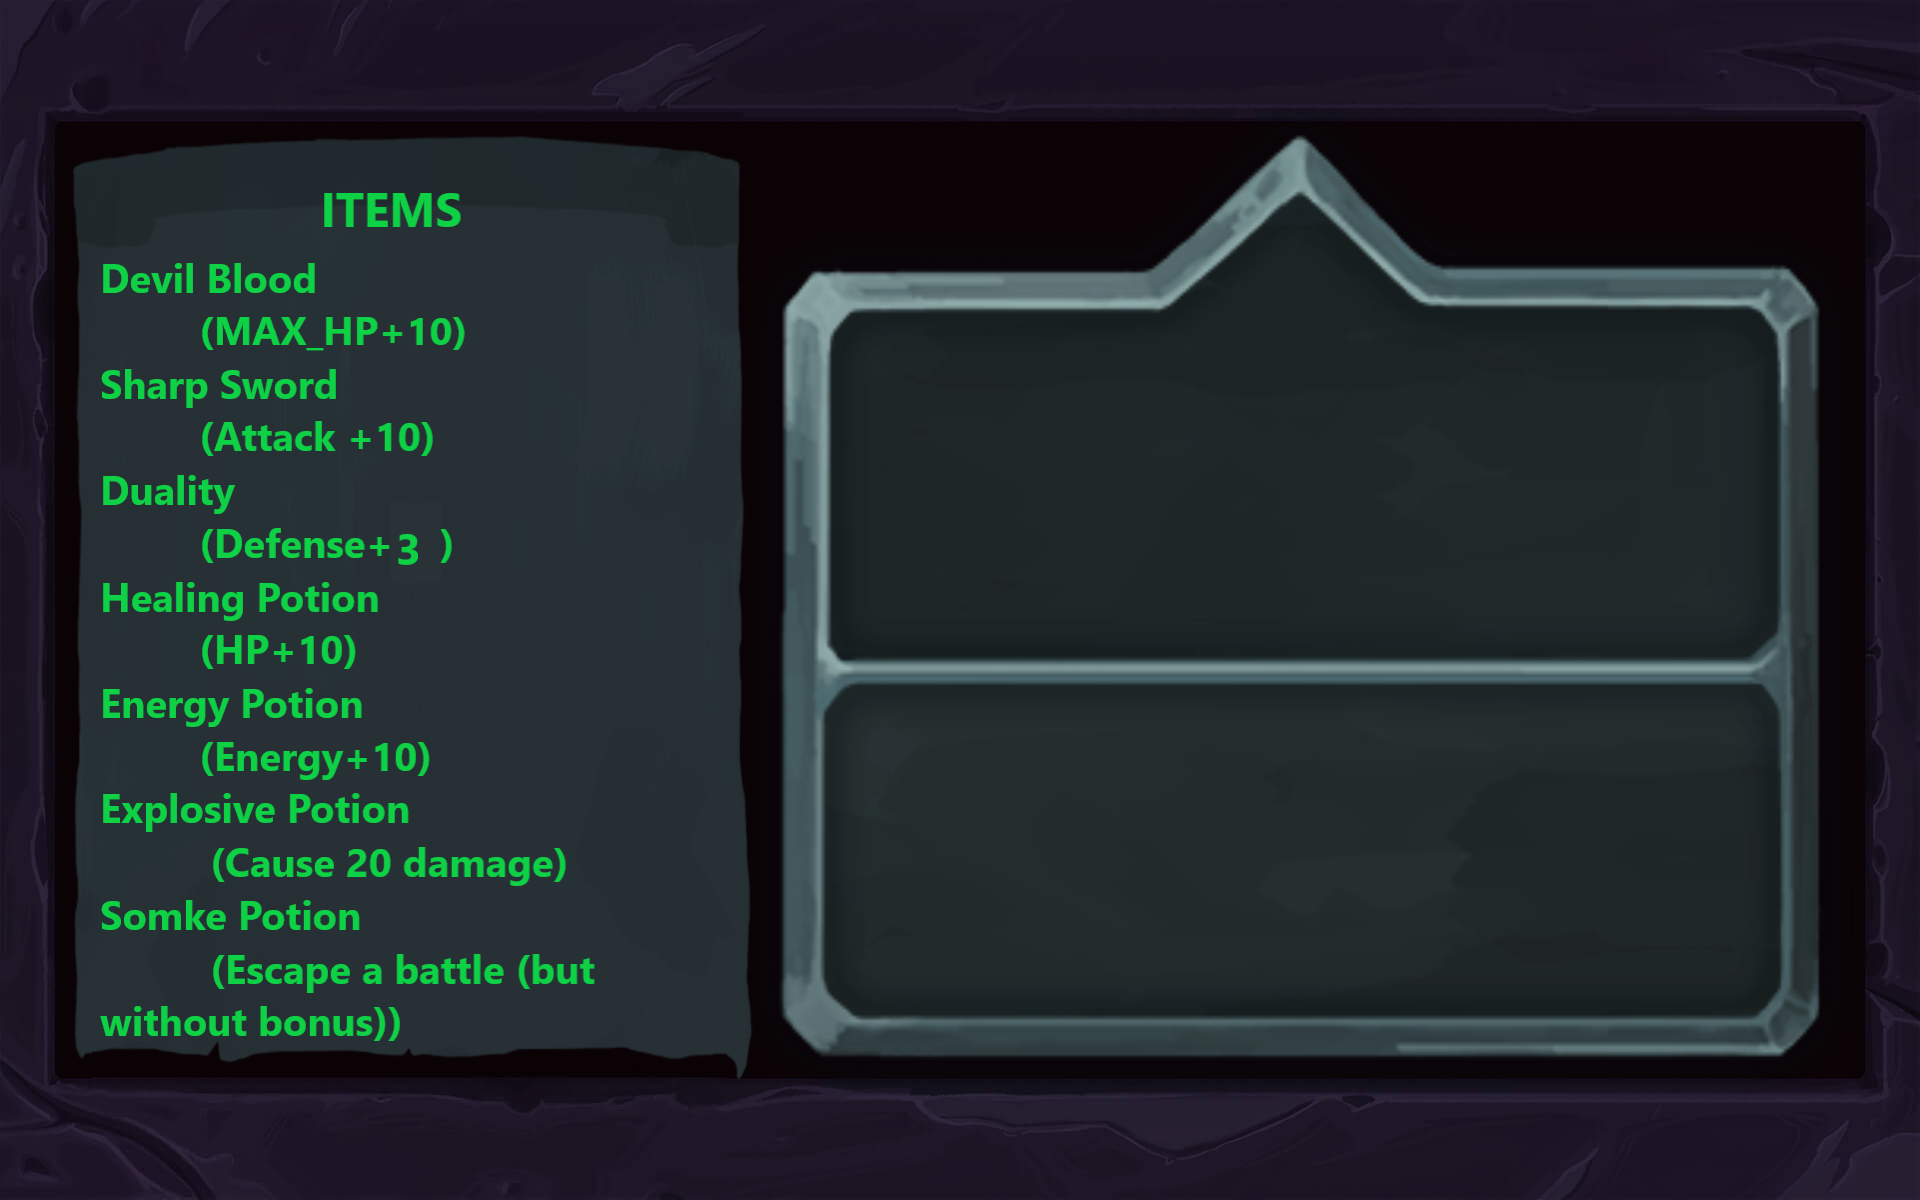 ITEMS
Devil Blood
(MAX_HP+10)
Sharp Sword
(Attack +10)
Duality
(Defense+3 )
Healing Potion
(HP+10)
Energy Potion
(Energy+10)
Explosive Potion
(Cause 20 damage)
Somke Potion
(Escape a battle (but
without bonus))